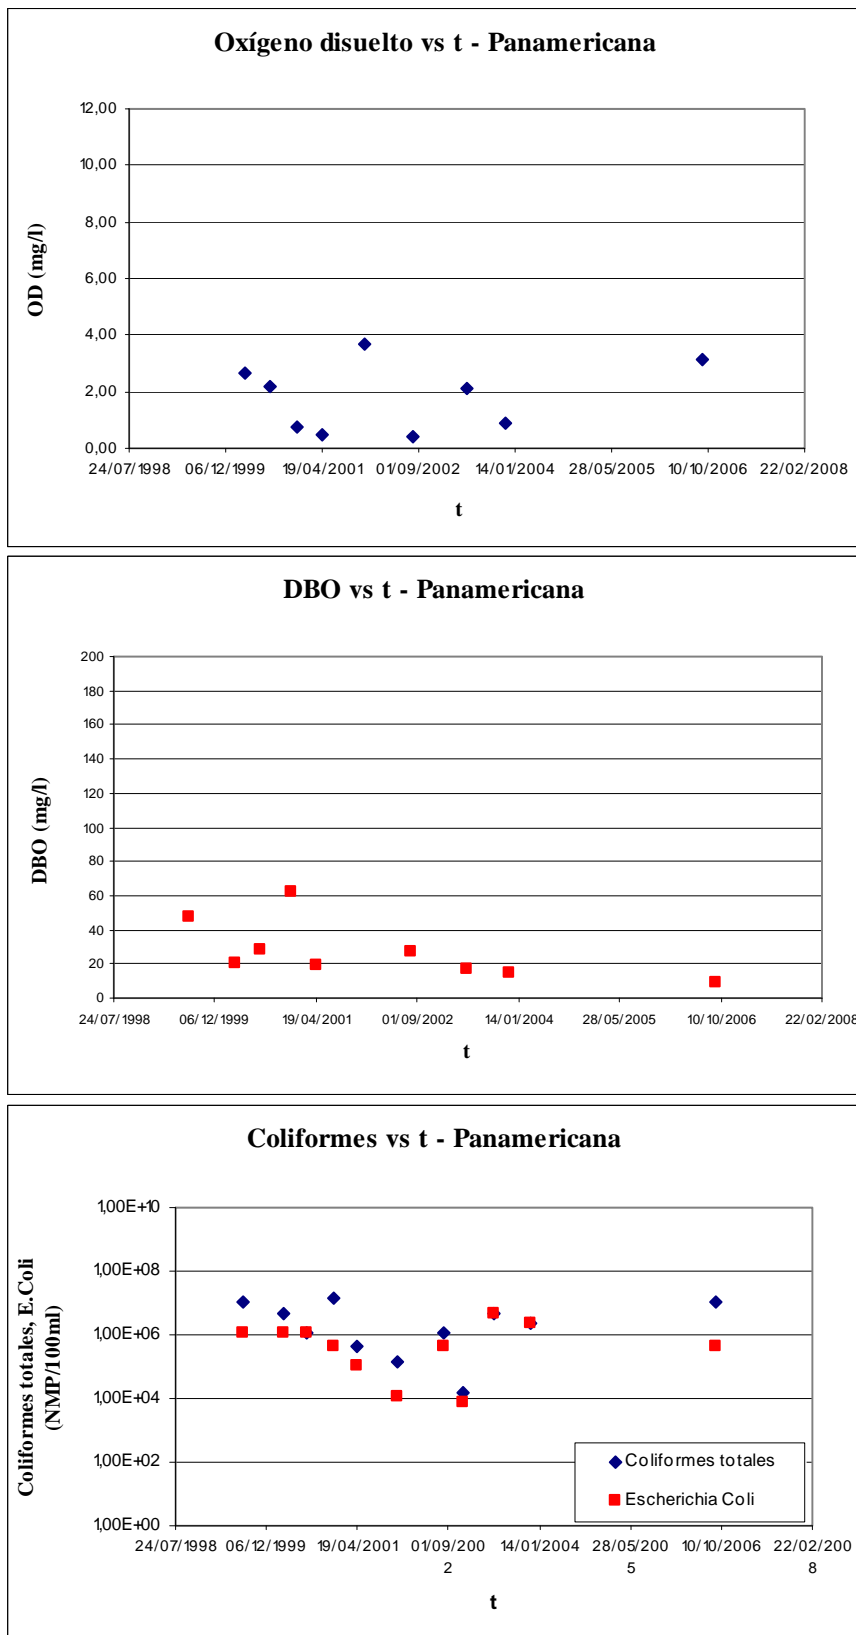 Oxígeno disuelto vs t - Panamericana
12,00
10,00
8,00
6,00
4,00
2,00
0,00
OD (mg/l)
24/07/1998 06/12/1999 19/04/2001 01/09/2002 14/01/2004 28/05/2005 10/10/2006 22/02/2008
t
DBO vs t - Panamericana
200
180
160
140
120
100
80
60
40
20
0
DBO (mg/l)
24/07/1998 06/12/1999 19/04/2001 01/09/2002 14/01/2004 28/05/2005 10/10/2006 22/02/2008
t
Coliformes vs t - Panamericana
1,00E+10
1,00E+08
1,00E+06
1,00E+04
1,00E+02
1,00E+00
Coliformes totales, E.Coli
(NMP/100ml)
Coliformes totales
Escherichia Coli
24/07/1998 06/12/1999 19/04/2001 01/09/200 14/01/2004 28/05/200 10/10/2006 22/02/200
2 5 8
t